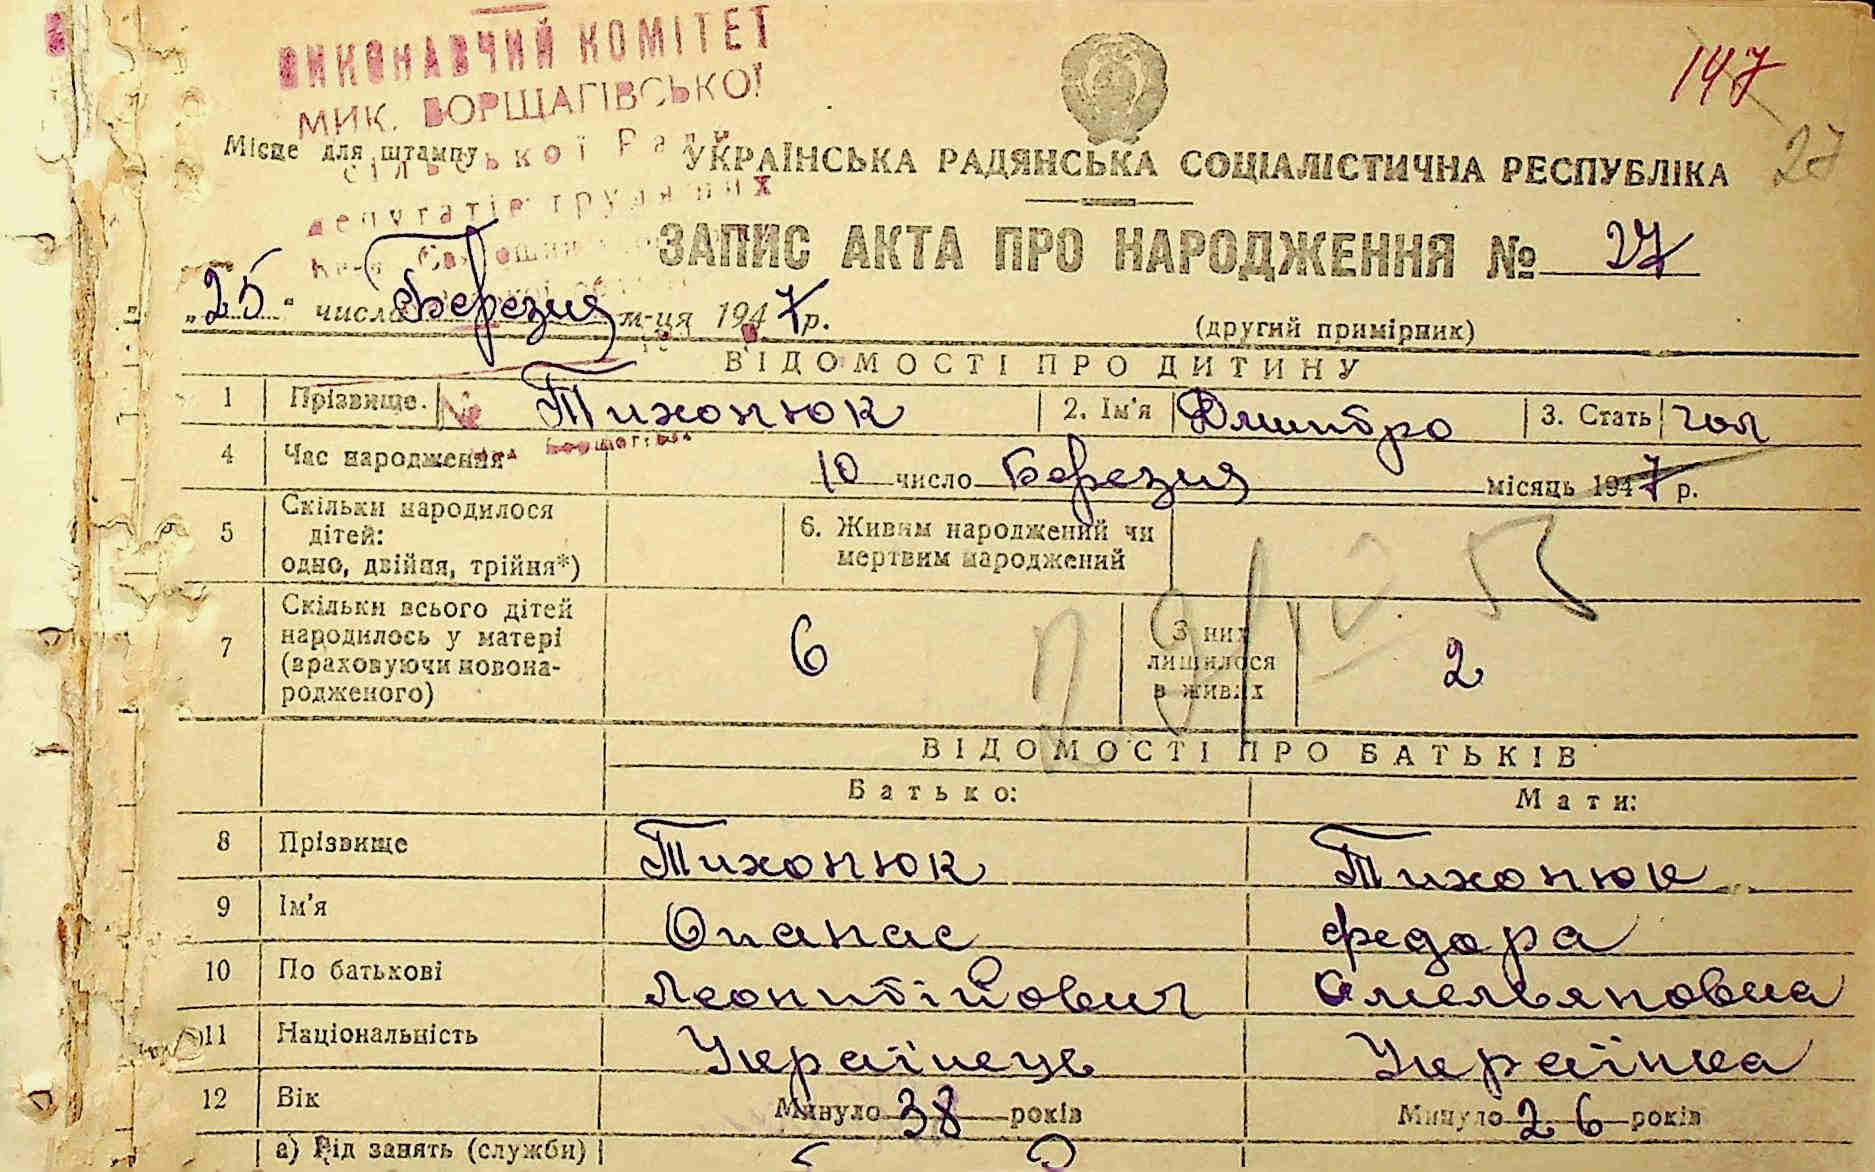 147
27
ВИКОНАВЧИЙ КОМІТЕТ
МИК. БОРЩАГІВСЬКОЇ
сільської Ради
депутатів трудящих
Місце для штампу
УКРАЇНСЬКА РАДЯНСЬКА СОЦІАЛІСТИЧНА РЕСПУБЛІКА
ЗАПИС АКТА ПРО НАРОДЖЕННЯ № 27
„25“ числа Березня м-ця 1947р.
(другий примірник)
ВІДОМОСТІ ПРО ДИТИНУ
1 Прізвище. № Тихонюк 2. Ім'я Дмитро 3. Стать чол
4 Час народження 10 число Березня місяць 1947 р.
5 Скільки народилося
дітей:
одно, двійня, трійня*)
6. Живим народжений чи
мертвим народжений
7 Скільки всього дітей
народилось у матері
(враховуючи новона-
родженого)
6
З них
лишилося
в живих
2
ВІДОМОСТІ ПРО БАТЬКІВ
Батько: Мати:
8 Прізвище Тихонюк Тихонюк
9 Ім'я Опанас федора
10 По батькові Леонтійович Омельяновна
11 Національність Українець Українка
12 Вік Минуло 38 років Минуло 26 років
а) Рід занять (служби)